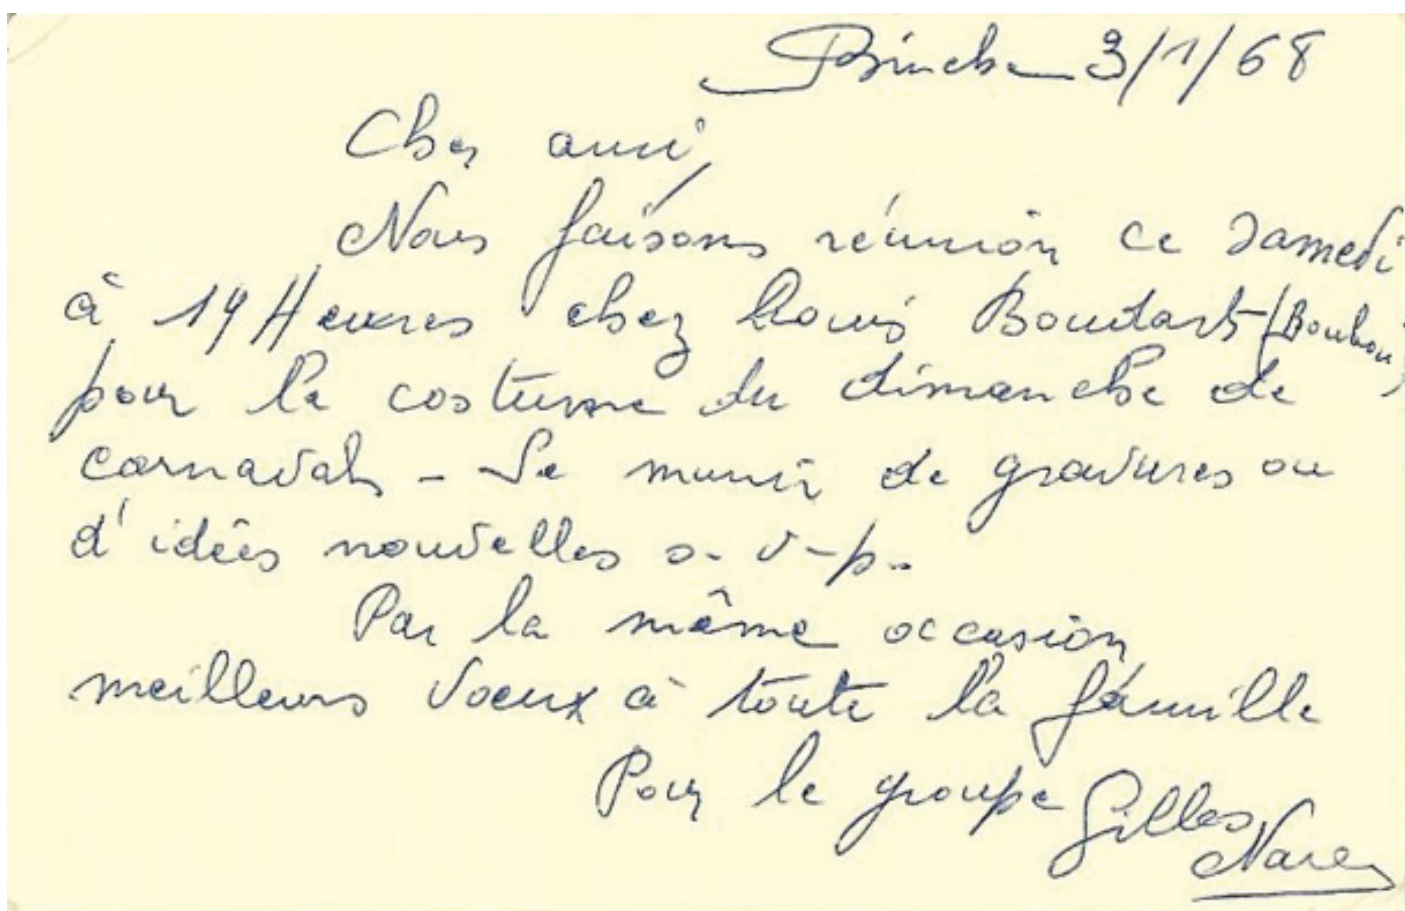 Binche 3/1/68
Cher ami,
Nous faisons réunion ce samedi
à 19 Heures chez Louis Boudart (Boubou)
pour le costume du dimanche de
carnaval - Se munir de gravures ou
d'idées nouvelles s-v-p-
Par la même occasion
meilleurs voeux à toute la famille
Pour le groupe Gilles